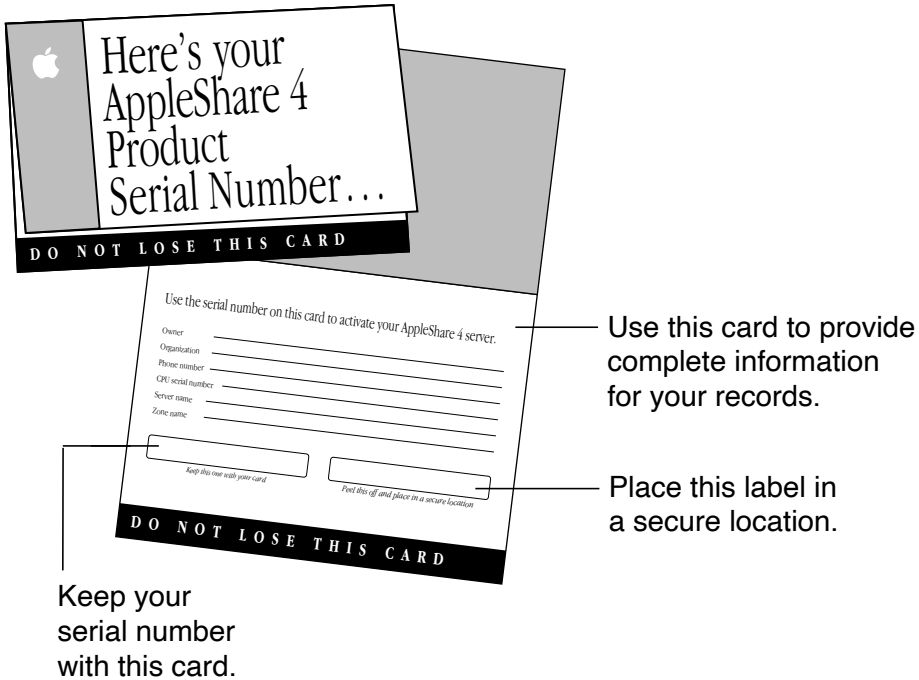 Here's your
AppleShare 4
Product
Serial Number...
DO NOT LOSE THIS CARD
Use the serial number on this card to activate your AppleShare 4 server.
Owner
Organization
Phone number
CPU serial number
Server name
Zone name
Keep this one with your card
Peel this off and place in a secure location
DO NOT LOSE THIS CARD
Use this card to provide
complete information
for your records.
Place this label in
a secure location.
Keep your
serial number
with this card.